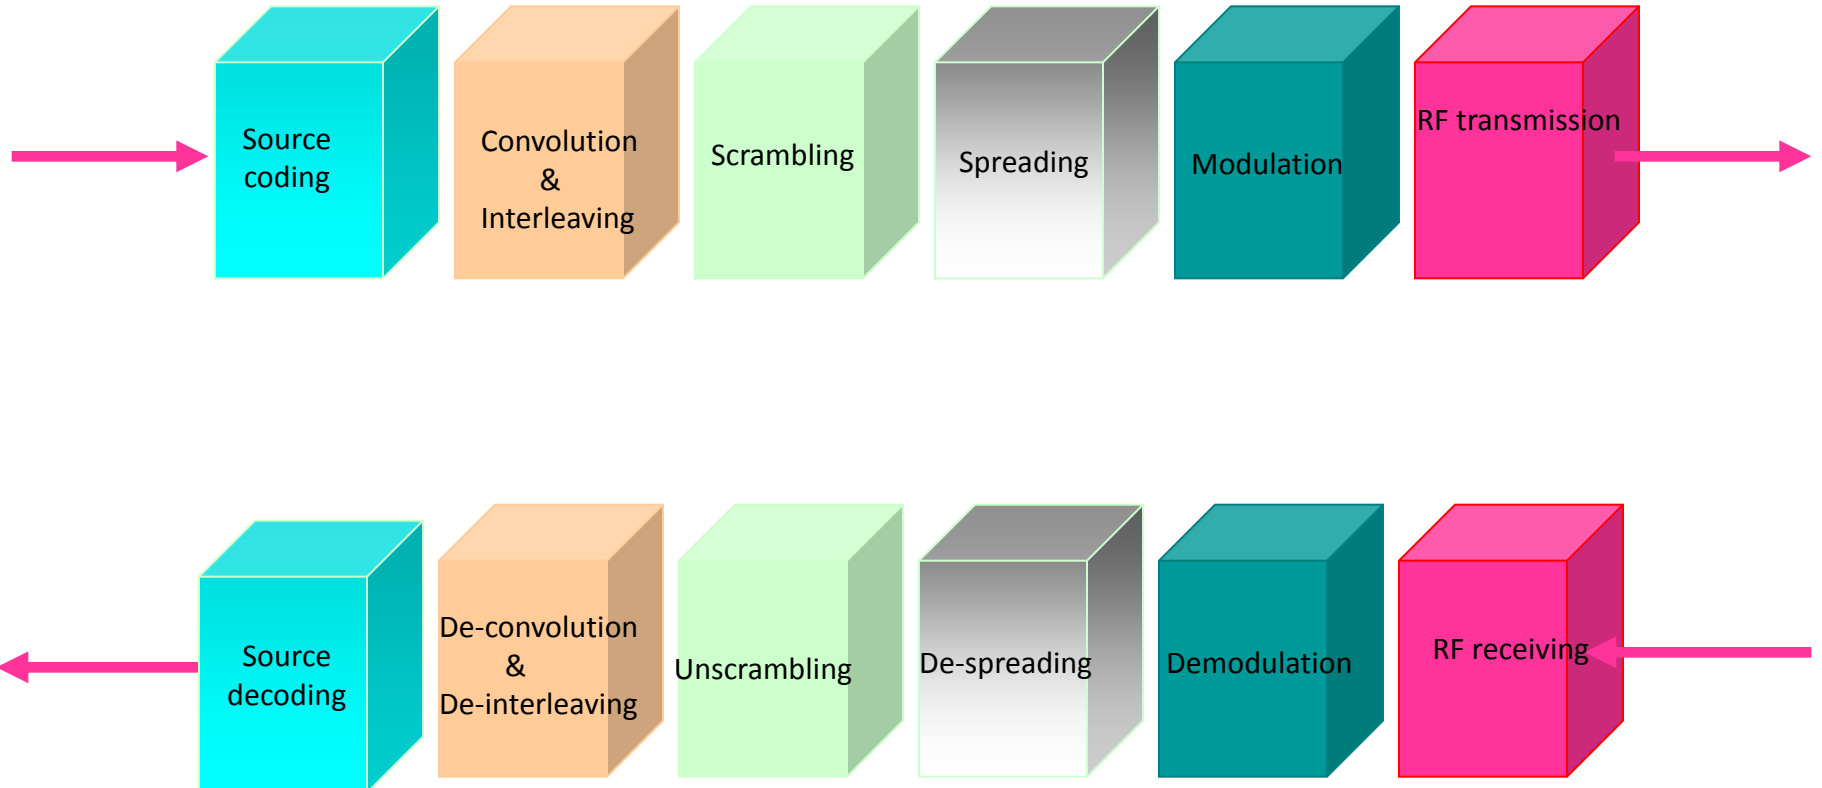 Source
coding
Convolution
&
Interleaving
Scrambling
Spreading
Modulation
RF transmission
Source
decoding
De-convolution
&
De-interleaving
Unscrambling
De-spreading
Demodulation
RF receiving